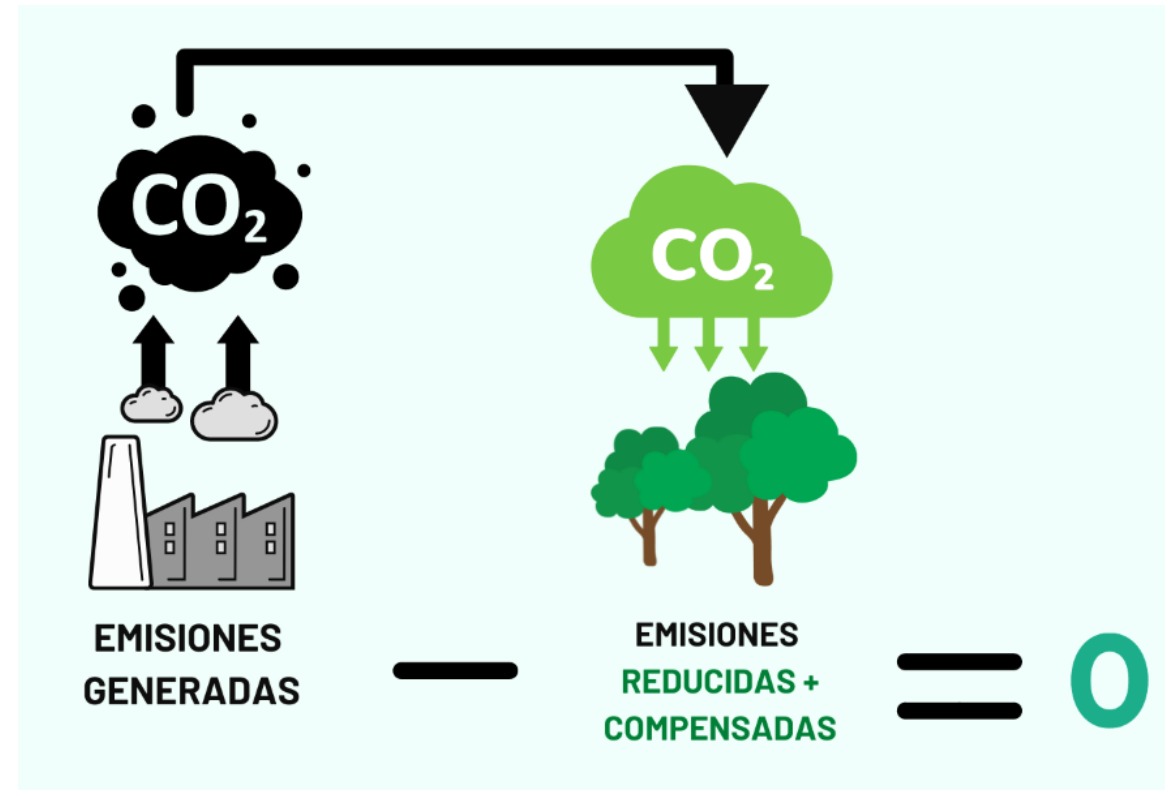 CO₂
CO₂
EMISIONES
GENERADAS
EMISIONES
REDUCIDAS +
COMPENSADAS
0